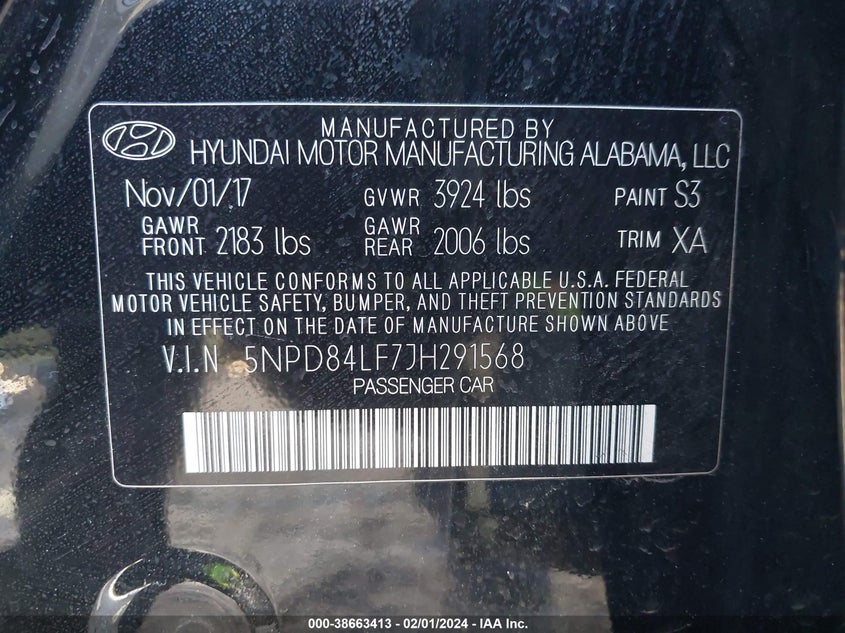 MANUFACTURED BY
HYUNDAI MOTOR MANUFACTURING ALABAMA, LLC
Nov/01/17 GVWR 3924 lbs PAINT S3
GAWR FRONT 2183 lbs GAWR REAR 2006 lbs TRIM XA
THIS VEHICLE CONFORMS TO ALL APPLICABLE U.S.A. FEDERAL
MOTOR VEHICLE SAFETY, BUMPER, AND THEFT PREVENTION STANDARDS
IN EFFECT ON THE DATE OF MANUFACTURE SHOWN ABOVE
V.I.N 5NPD84LF7JH291568
PASSENGER CAR
000-38663413 - 02/01/2024 - IAA Inc.